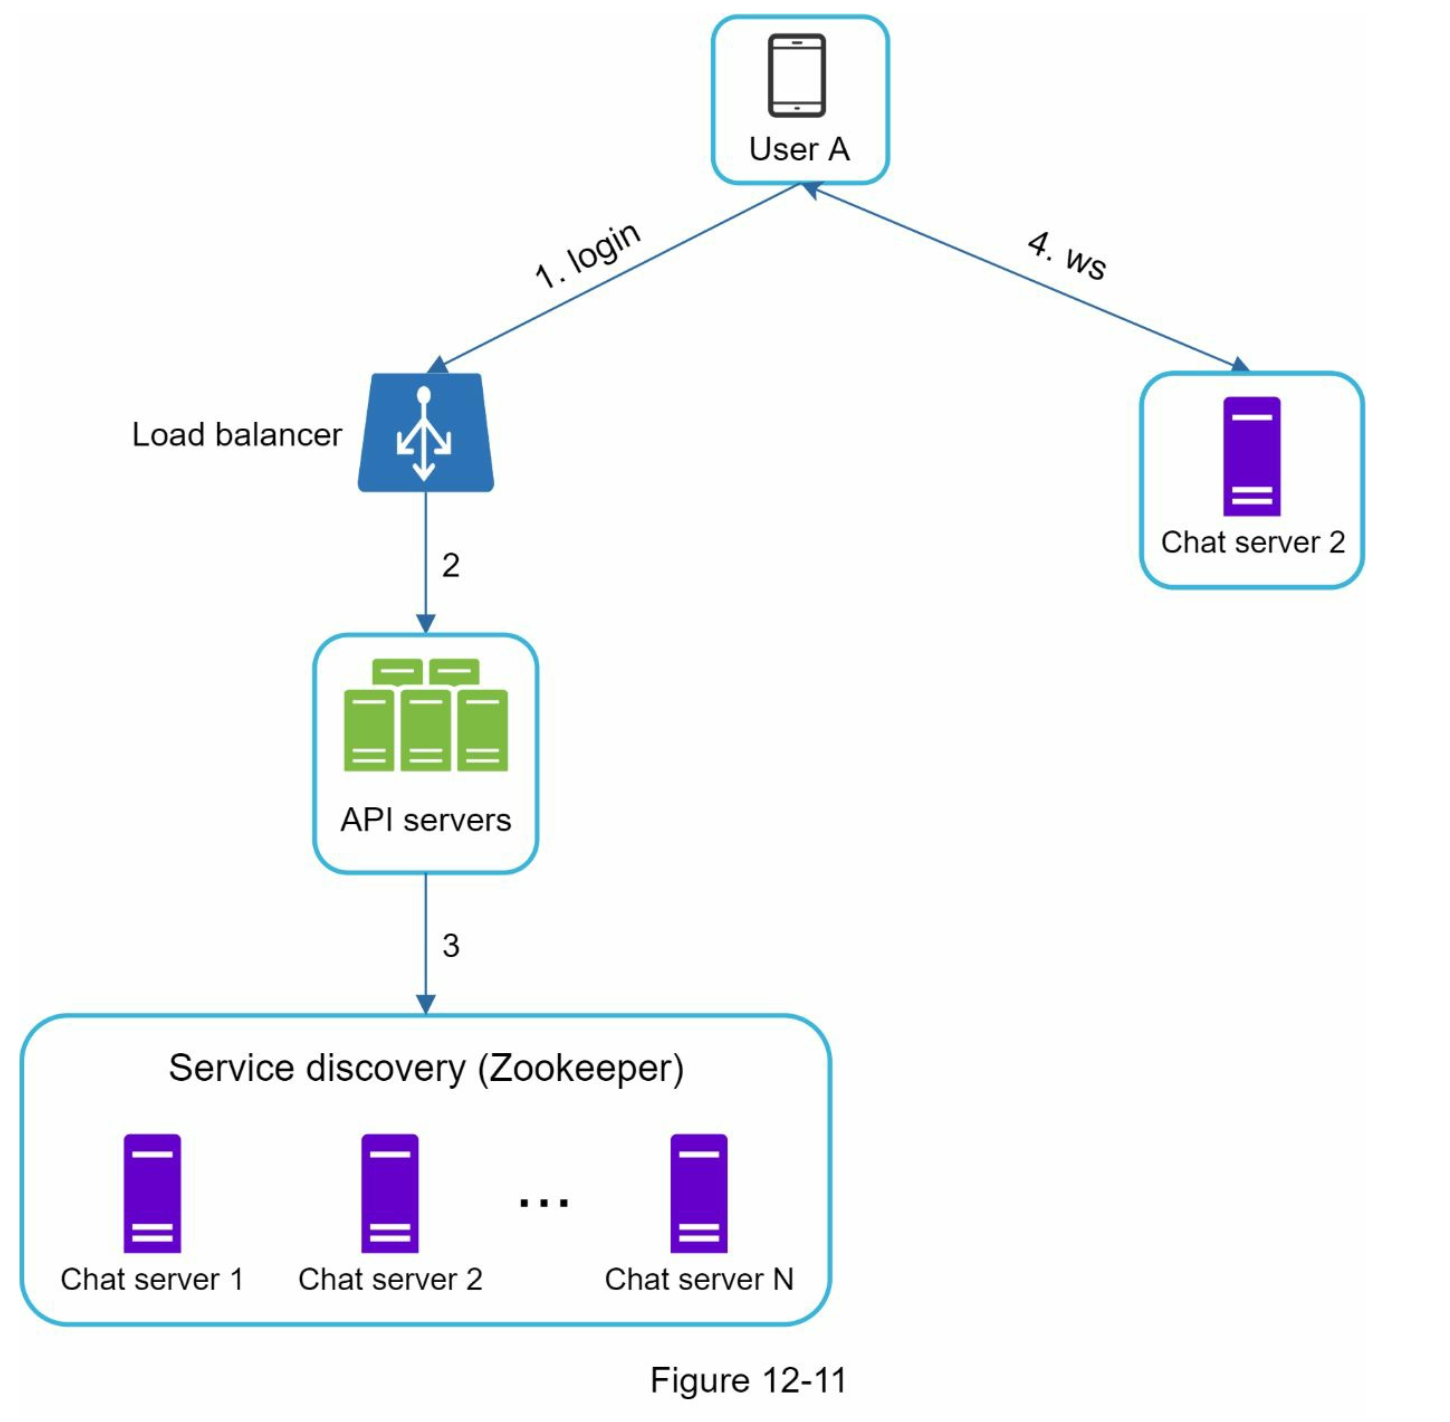 User A
1. login
4. ws
Load balancer
Chat server 2
2
API servers
3
Service discovery (Zookeeper)
...
Chat server 1
Chat server 2
Chat server N
Figure 12-11